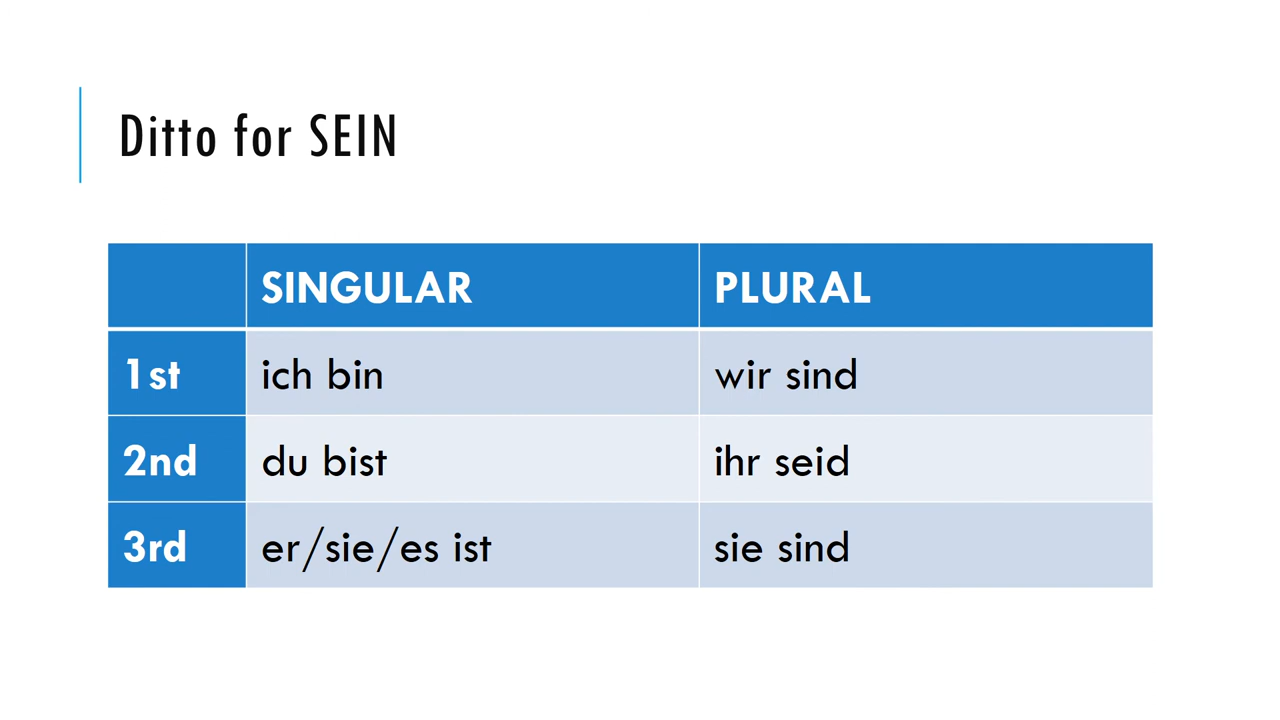 Ditto for SEIN
SINGULAR PLURAL
1st ich bin wir sind
2nd du bist ihr seid
3rd er/sie/es ist sie sind